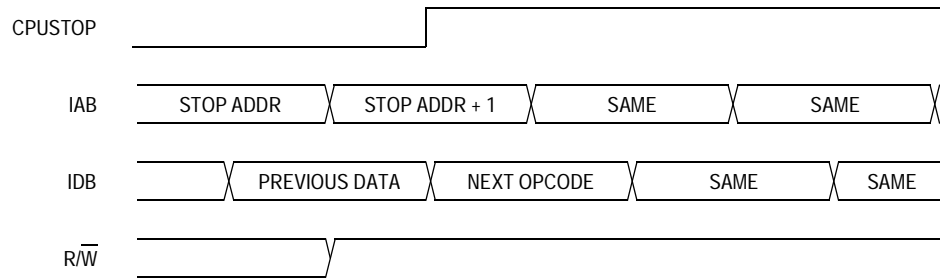 CPUSTOP
IAB STOP ADDR STOP ADDR + 1 SAME SAME
IDB PREVIOUS DATA NEXT OPCODE SAME SAME
R/W̅